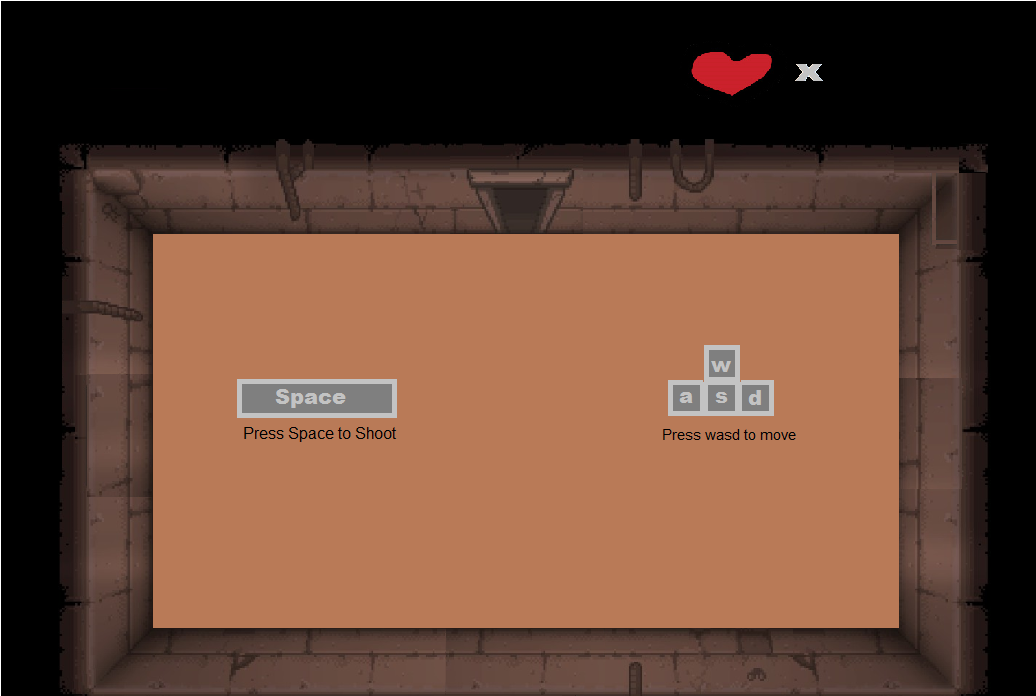 x
Space
Press Space to Shoot
w
a s d
Press wasd to move